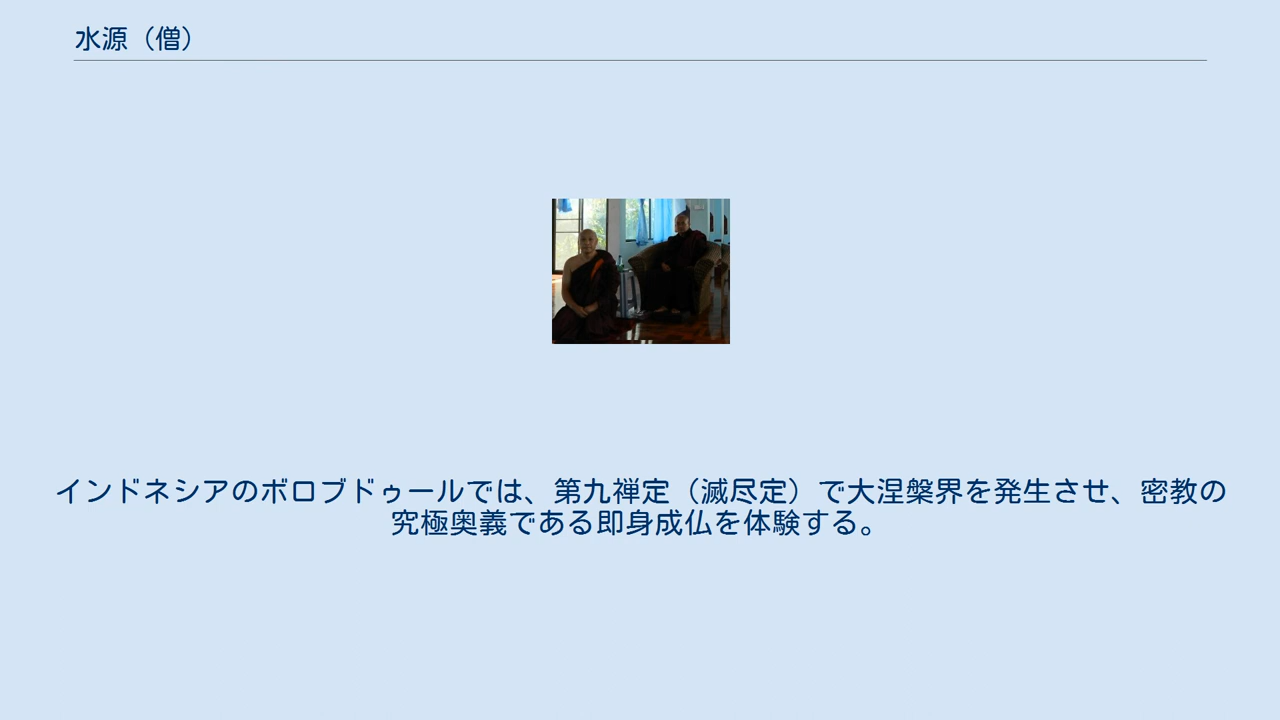 水源（僧）
インドネシアのボロブドゥールでは、第九禅定（滅尽定）で大涅槃界を発生させ、密教の
究極奥義である即身成仏を体験する。